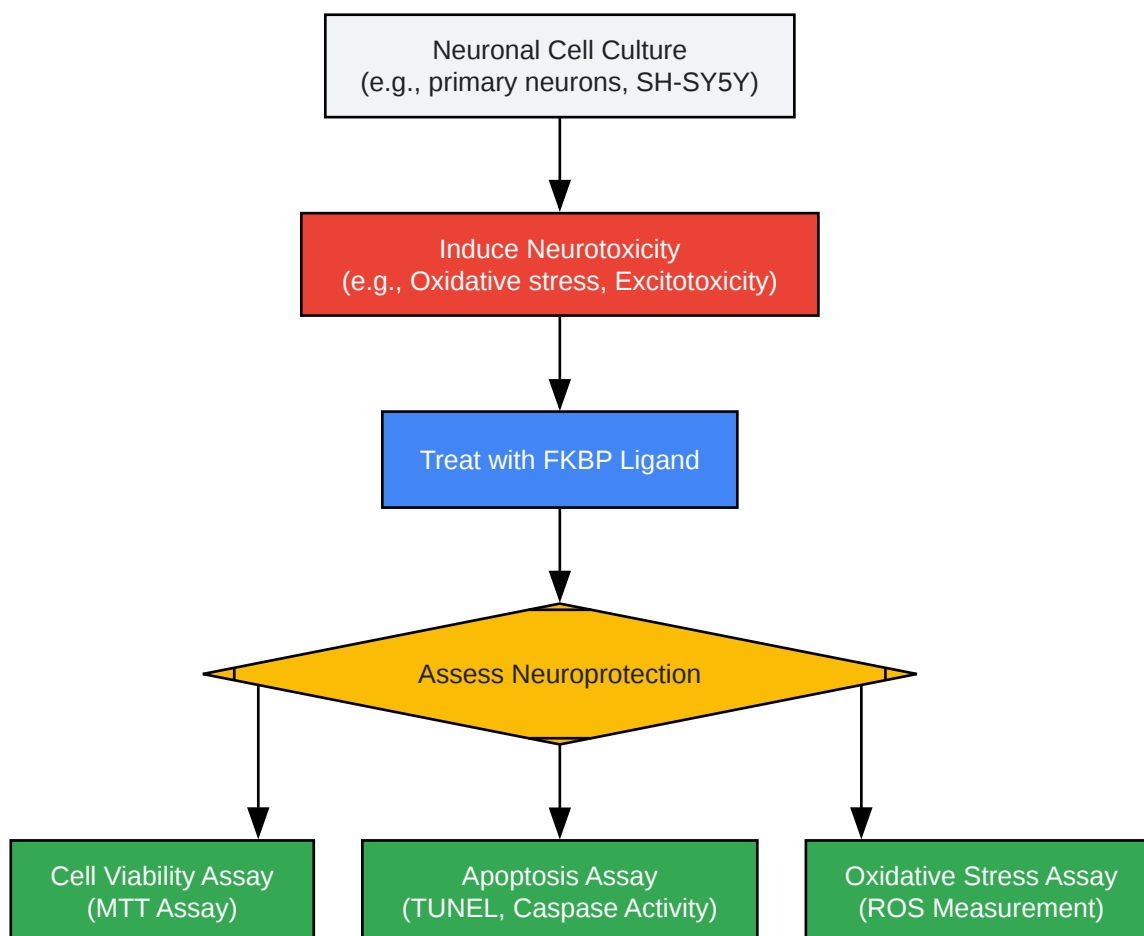 Neuronal Cell Culture
(e.g., primary neurons, SH-SY5Y)
Induce Neurotoxicity
(e.g., Oxidative stress, Excitotoxicity)
Treat with FKBP Ligand
Assess Neuroprotection
Cell Viability Assay
(MTT Assay)
Apoptosis Assay
(TUNEL, Caspase Activity)
Oxidative Stress Assay
(ROS Measurement)